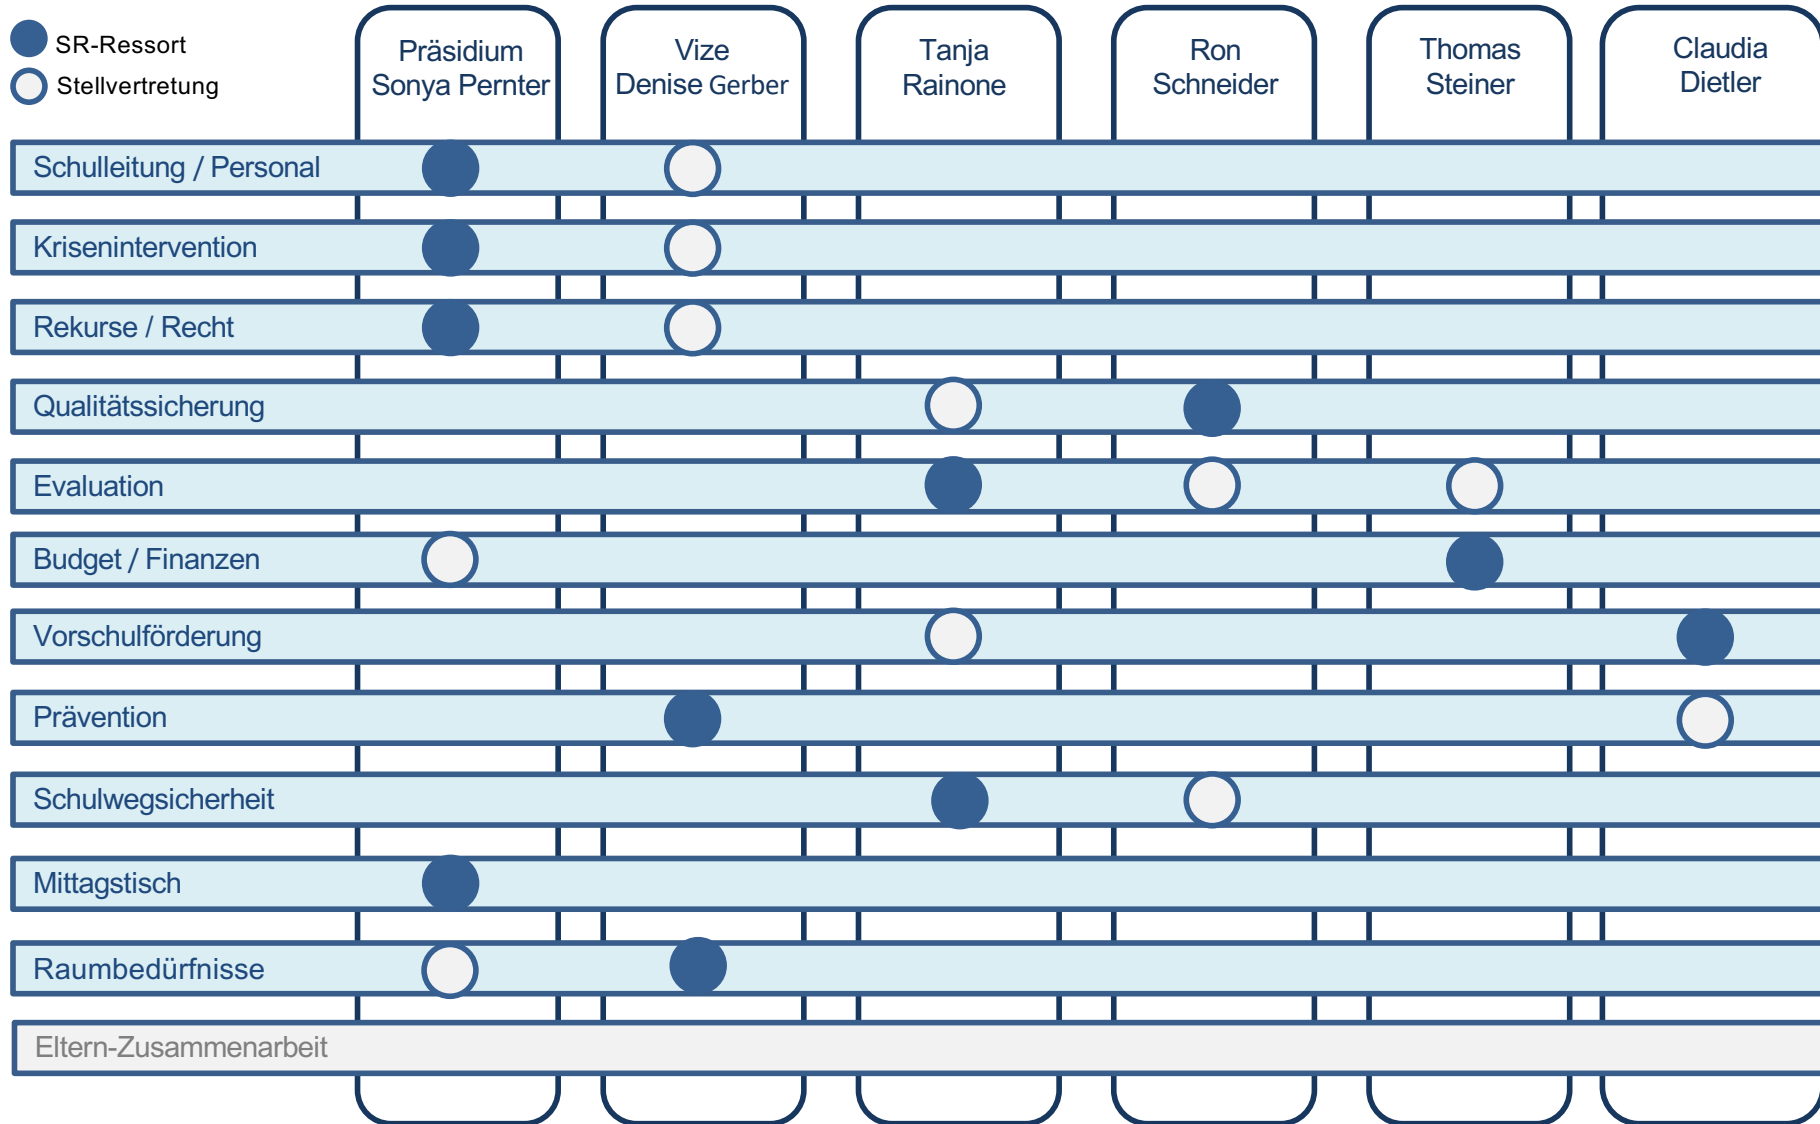 SR-Ressort
Stellvertretung
Präsidium
Sonya Pernter
Vize
Denise Gerber
Tanja
Rainone
Ron
Schneider
Thomas
Steiner
Claudia
Dietler
Schulleitung / Personal
Krisenintervention
Rekurse / Recht
Qualitätssicherung
Evaluation
Budget / Finanzen
Vorschulförderung
Prävention
Schulwegsicherheit
Mittagstisch
Raumbedürfnisse
Eltern-Zusammenarbeit